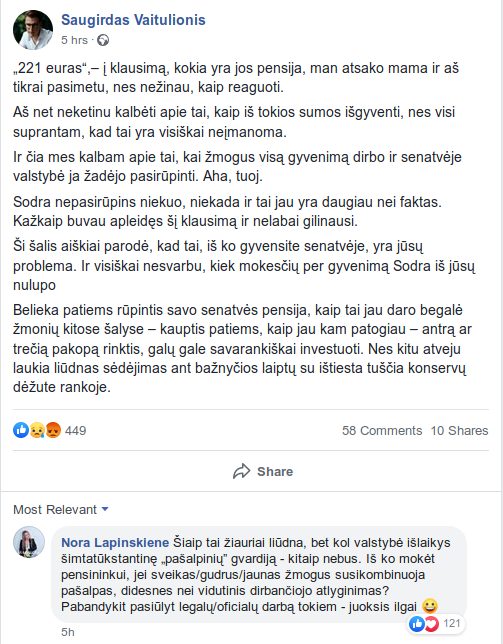 Saugirdas Vaitulionis
5 hrs ·
„221 euras“,– į klausimą, kokia yra jos pensija, man atsako mama ir aš
tikrai pasimetu, nes nežinau, kaip reaguoti.
Aš net neketinu kalbėti apie tai, kaip iš tokios sumos išgyventi, nes visi
suprantam, kad tai yra visiškai neįmanoma.
Ir čia mes kalbam apie tai, kai žmogus visą gyvenimą dirbo ir senatvėje
valstybė ja žadėjo pasirūpinti. Aha, tuoj.
Sodra nepasirūpins niekuo, niekada ir tai jau yra daugiau nei faktas.
Kažkaip buvau apleidęs šį klausimą ir nelabai gilinausi.
Ši šalis aiškiai parodė, kad tai, iš ko gyvensite senatvėje, yra jūsų
problema. Ir visiškai nesvarbu, kiek mokesčių per gyvenimą Sodra iš jūsų
nulupo
Belieka patiems rūpintis savo senatvės pensija, kaip tai jau daro begalė
žmonių kitose šalyse – kauptis patiems, kaip jau kam patogiau – antrą ar
trečią pakopą rinktis, galų gale savarankiškai investuoti. Nes kitu atveju
laukia liūdnas sėdėjimas ant bažnyčios laiptų su ištiesta tuščia konservų
dėžute rankoje.
449
58 Comments 10 Shares
Share
Most Relevant
Nora Lapinskiene Šiaip tai žiauriai liūdna, bet kol valstybė išlaikys
šimtatūkstantinę „pašalpinių” gvardiją - kitaip nebus. Iš ko mokėt
pensininkui, jei sveikas/gudrus/jaunas žmogus susikombinuoja
pašalpas, didesnes nei vidutinis dirbančiojo atlyginimas?
Pabandykit pasiūlyt legalų/oficialų darbą tokiem - juoksis ilgai 😀
121
5h